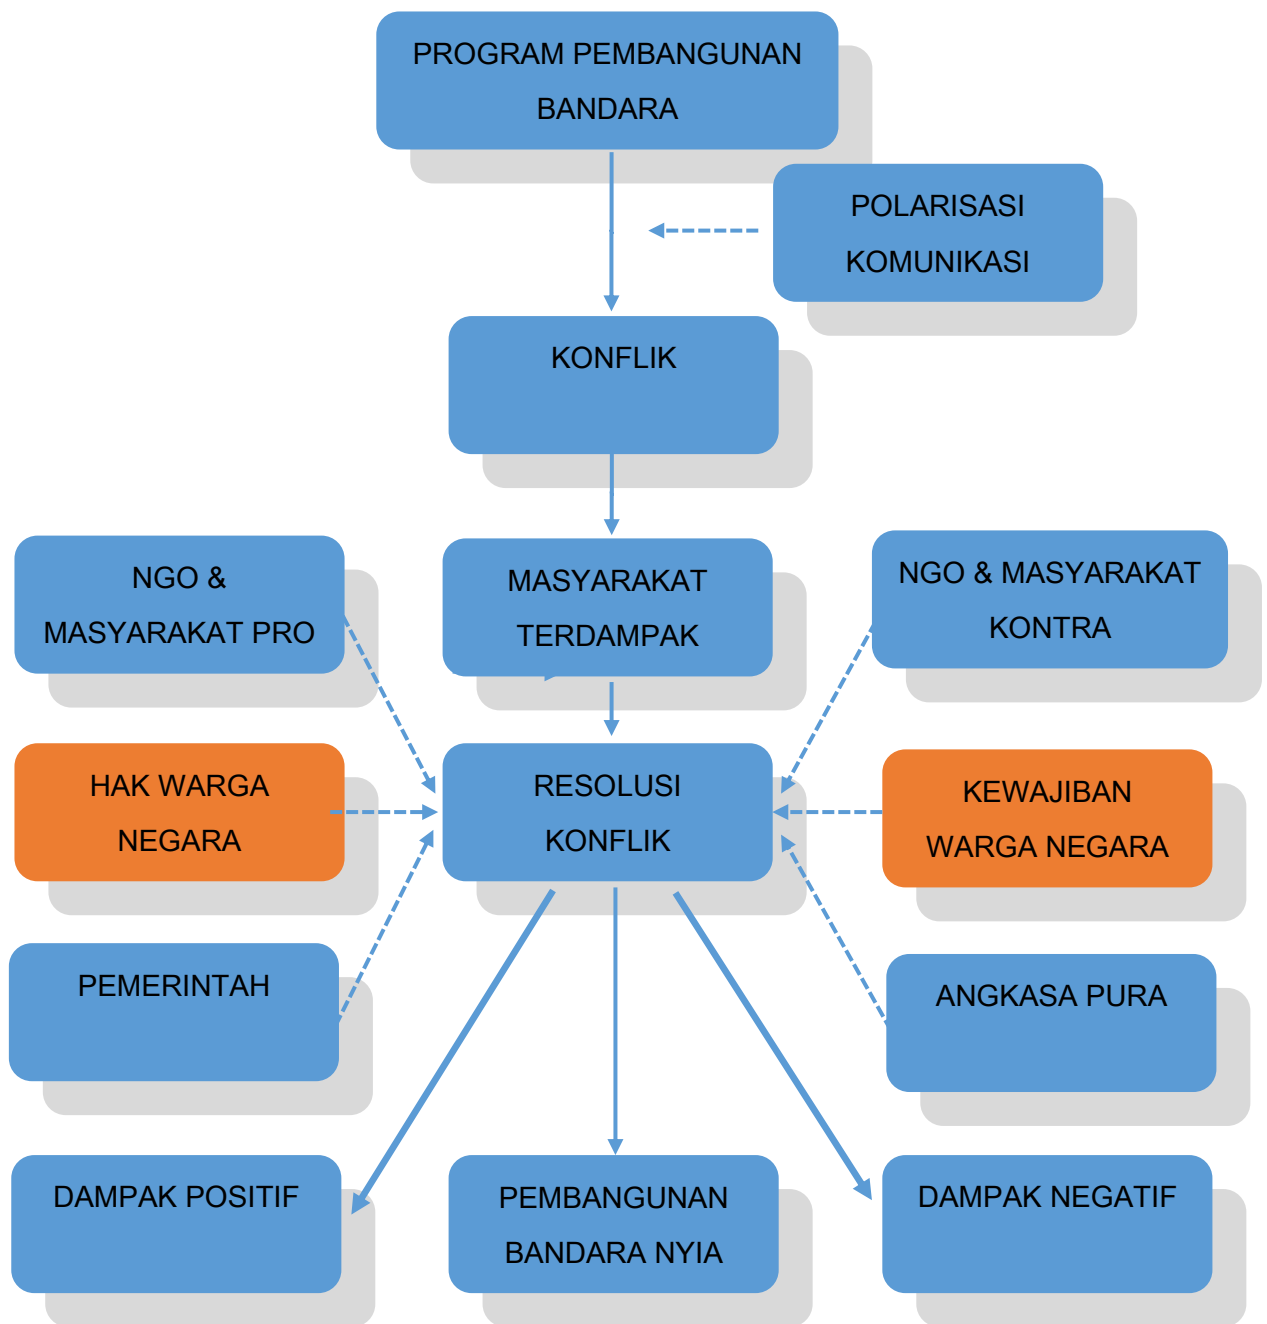 PROGRAM PEMBANGUNAN
BANDARA
POLARISASI
KOMUNIKASI
KONFLIK
NGO &
MASYARAKAT PRO
MASYARAKAT
TERDAMPAK
NGO & MASYARAKAT
KONTRA
HAK WARGA
NEGARA
RESOLUSI
KONFLIK
KEWAJIBAN
WARGA NEGARA
PEMERINTAH
ANGKASA PURA
DAMPAK POSITIF
PEMBANGUNAN
BANDARA NYIA
DAMPAK NEGATIF